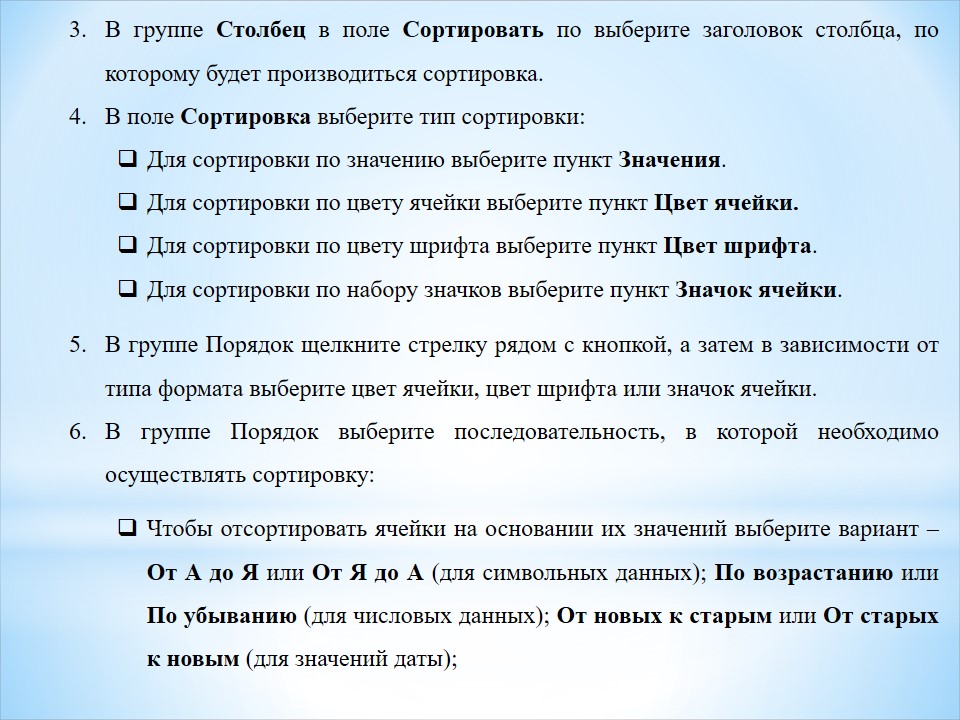 3. В группе Столбец в поле Сортировать по выберите заголовок столбца, по
которому будет производиться сортировка.
4. В поле Сортировка выберите тип сортировки:
❑ Для сортировки по значению выберите пункт Значения.
❑ Для сортировки по цвету ячейки выберите пункт Цвет ячейки.
❑ Для сортировки по цвету шрифта выберите пункт Цвет шрифта.
❑ Для сортировки по набору значков выберите пункт Значок ячейки.
5. В группе Порядок щелкните стрелку рядом с кнопкой, а затем в зависимости от
типа формата выберите цвет ячейки, цвет шрифта или значок ячейки.
6. В группе Порядок выберите последовательность, в которой необходимо
осуществлять сортировку:
❑ Чтобы отсортировать ячейки на основании их значений выберите вариант –
От А до Я или От Я до А (для символьных данных); По возрастанию или
По убыванию (для числовых данных); От новых к старым или От старых
к новым (для значений даты);